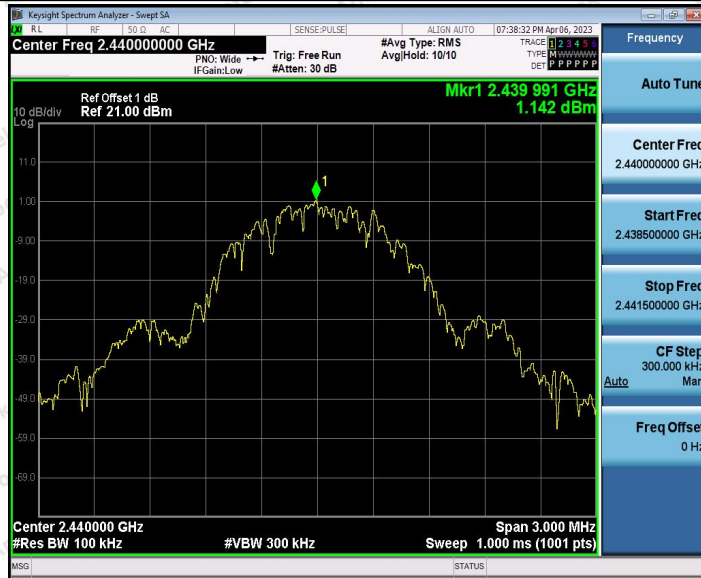 Keysight Spectrum Analyzer - Swept SA
LXI RL RF 50 Ω AC SENSE:PULSE ALIGN AUTO 07:38:32 PM Apr 06, 2023
Center Freq 2.440000000 GHz
PNO: Wide
IFGain:Low
Trig: Free Run
#Atten: 30 dB
#Avg Type: RMS
Avg|Hold: 10/10
TRACE 1 2 3 4 5 6
TYPE M WWWWW
DET P P P P P P
Ref Offset 1 dB
10 dB/div Ref 21.00 dBm
Log
Mkr1 2.439 991 GHz
1.142 dBm
1
11.0
1.00
-9.00
-19.0
-29.0
-39.0
-49.0
-59.0
-69.0
Center 2.440000 GHz Span 3.000 MHz
#Res BW 100 kHz #VBW 300 kHz Sweep 1.000 ms (1001 pts)
MSG STATUS
Frequency
Auto Tune
Center Freq
2.440000000 GHz
Start Freq
2.438500000 GHz
Stop Freq
2.441500000 GHz
CF Step
300.000 kHz
Auto Man
Freq Offset
0 Hz